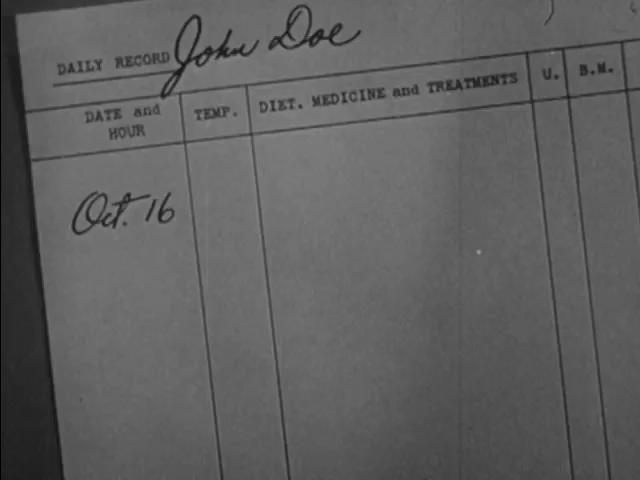 DAILY RECORD John Doe
DATE and HOUR TEMP. DIET. MEDICINE and TREATMENTS U. B.M.
Oct. 16